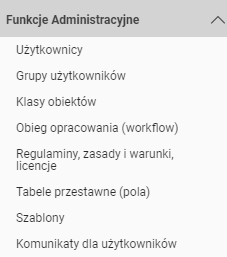 Funkcje Administracyjne
Użytkownicy
Grupy użytkowników
Klasy obiektów
Obieg opracowania (workflow)
Regulaminy, zasady i warunki,
licencje
Tabele przestawne (pola)
Szablony
Komunikaty dla użytkowników